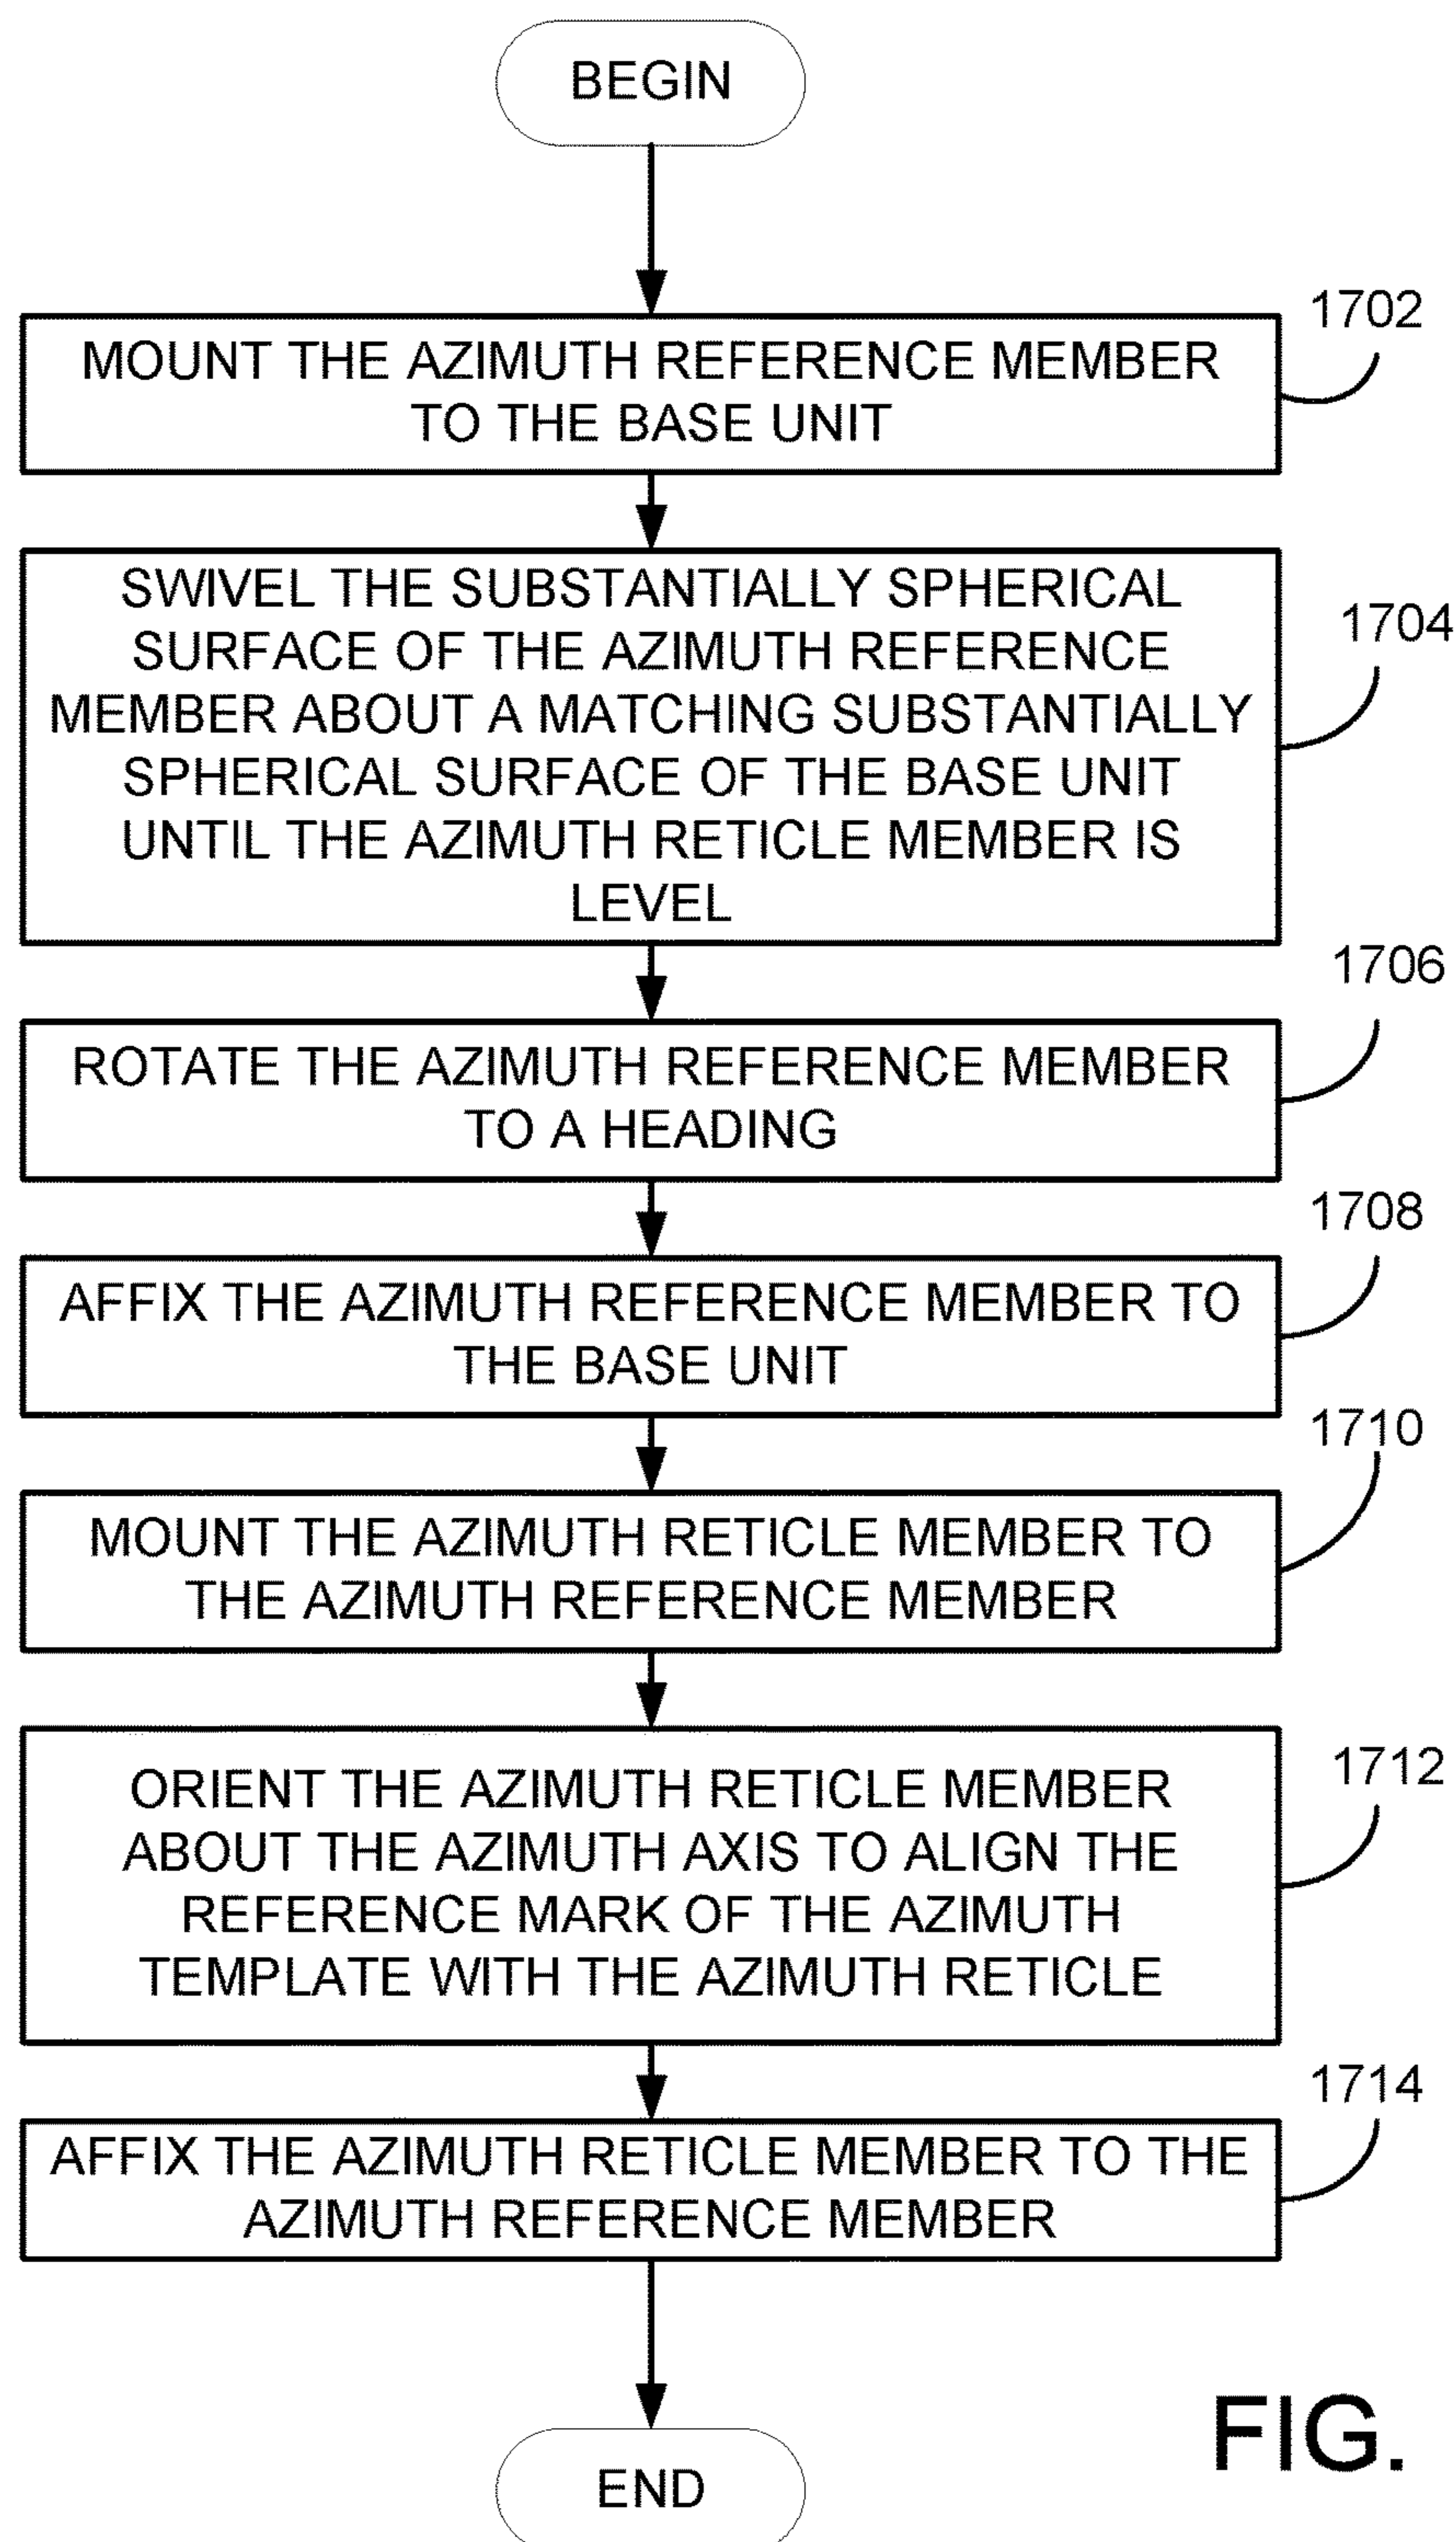 BEGIN
1702
MOUNT THE AZIMUTH REFERENCE MEMBER
TO THE BASE UNIT
1704
SWIVEL THE SUBSTANTIALLY SPHERICAL
SURFACE OF THE AZIMUTH REFERENCE
MEMBER ABOUT A MATCHING SUBSTANTIALLY
SPHERICAL SURFACE OF THE BASE UNIT
UNTIL THE AZIMUTH RETICLE MEMBER IS
LEVEL
1706
ROTATE THE AZIMUTH REFERENCE MEMBER
TO A HEADING
1708
AFFIX THE AZIMUTH REFERENCE MEMBER TO
THE BASE UNIT
1710
MOUNT THE AZIMUTH RETICLE MEMBER TO
THE AZIMUTH REFERENCE MEMBER
1712
ORIENT THE AZIMUTH RETICLE MEMBER
ABOUT THE AZIMUTH AXIS TO ALIGN THE
REFERENCE MARK OF THE AZIMUTH
TEMPLATE WITH THE AZIMUTH RETICLE
1714
AFFIX THE AZIMUTH RETICLE MEMBER TO THE
AZIMUTH REFERENCE MEMBER
FIG.
END